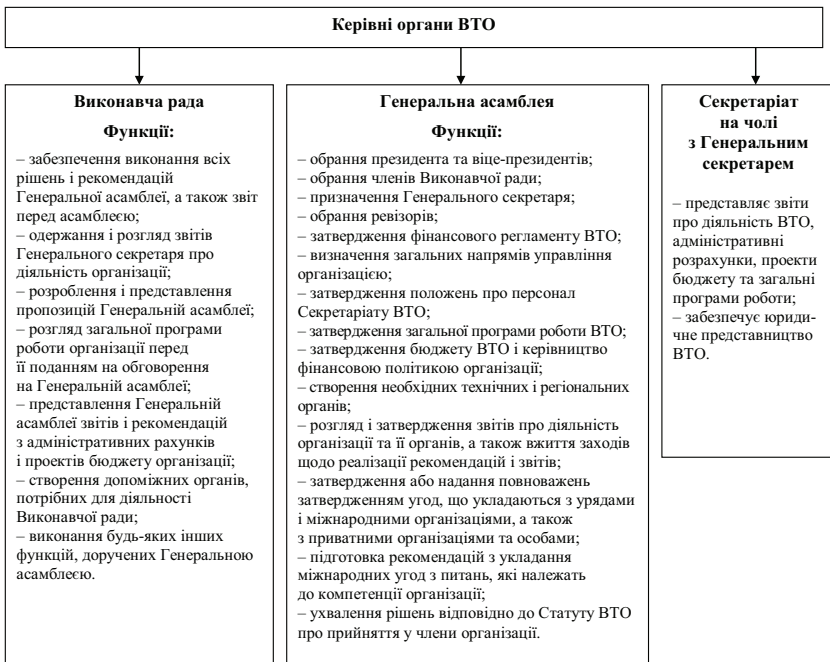 Керівні органи ВТО
Виконавча рада
Функції:
– забезпечення виконання всіх
рішень і рекомендацій
Генеральної асамблеї, а також звіт
перед асамблеєю;
– одержання і розгляд звітів
Генерального секретаря про
діяльність організації;
– розроблення і представлення
пропозицій Генеральній асамблеї;
– розгляд загальної програми
роботи організації перед
її поданням на обговорення
на Генеральній асамблеї;
– представлення Генеральній
асамблеї звітів і рекомендацій
з адміністративних рахунків
і проектів бюджету організації;
– створення допоміжних органів,
потрібних для діяльності
Виконавчої ради;
– виконання будь-яких інших
функцій, доручених Генеральною
асамблеєю.
Генеральна асамблея
Функції:
– обрання президента та віце-президентів;
– обрання членів Виконавчої ради;
– призначення Генерального секретаря;
– обрання ревізорів;
– затвердження фінансового регламенту ВТО;
– визначення загальних напрямів управління
організацією;
– затвердження положень про персонал
Секретаріату ВТО;
– затвердження загальної програми роботи ВТО;
– затвердження бюджету ВТО і керівництво
фінансовою політикою організації;
– створення необхідних технічних і регіональних
органів;
– розгляд і затвердження звітів про діяльність
організації та її органів, а також вжиття заходів
щодо реалізації рекомендацій і звітів;
– затвердження або надання повноважень
затвердженням угод, що укладаються з урядами
і міжнародними організаціями, а також
з приватними організаціями та особами;
– підготовка рекомендацій з укладання
міжнародних угод з питань, які належать
до компетенції організації;
– ухвалення рішень відповідно до Статуту ВТО
про прийняття у члени організації.
Секретаріат
на чолі
з Генеральним
секретарем
– представляє звіти
про діяльність ВТО,
адміністративні
розрахунки, проекти
бюджету та загальні
програми роботи;
– забезпечує юриди-
чне представництво
ВТО.